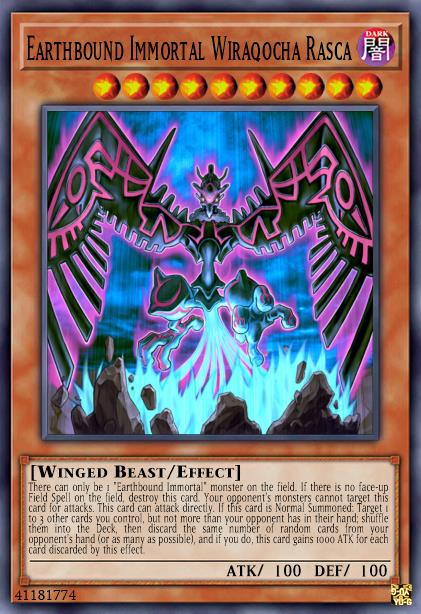 EARTHBOUND IMMORTAL WIRAQOCHA RASCA
DARK
闇
[WINGED BEAST/EFFECT]
There can only be 1 "Earthbound Immortal" monster on the field. If there is no face-up
Field Spell on the field, destroy this card. Your opponent's monsters cannot target this
card for attacks. This card can attack directly. If this card is Normal Summoned: Target 1
to 3 other cards you control, but not more than your opponent has in their hand; shuffle
them into the Deck, then discard the same number of random cards from your
opponent's hand (or as many as possible), and if you do, this card gains 1000 ATK for each
card discarded by this effect.
ATK/ 100 DEF/ 100
41181774